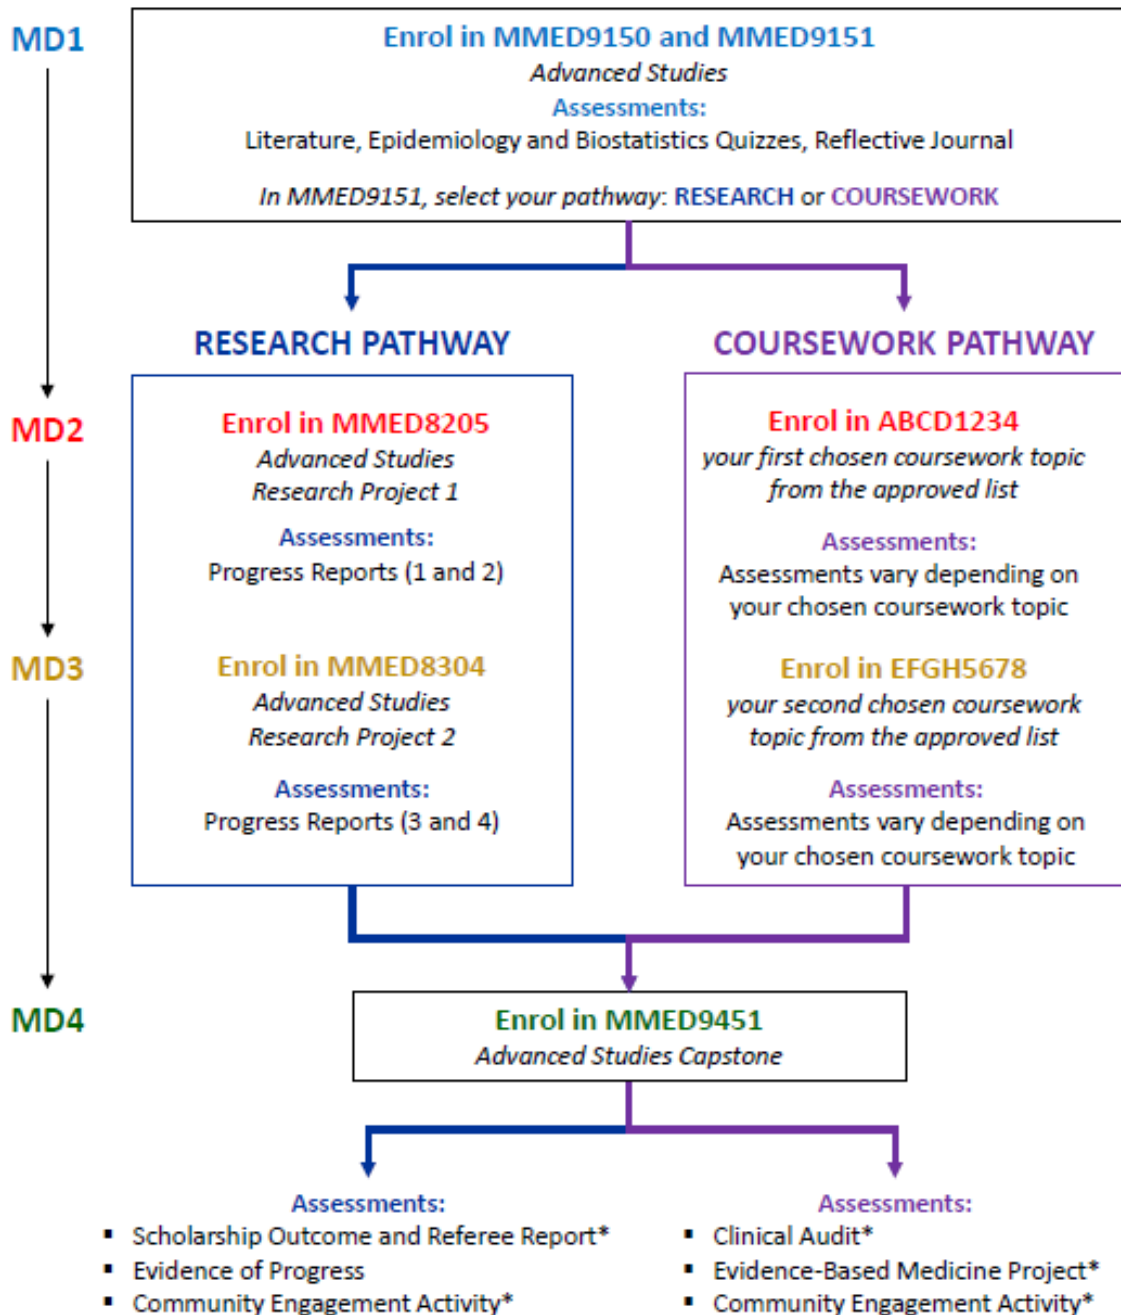 MD1
Enrol in MMED9150 and MMED9151
Advanced Studies
Assessments:
Literature, Epidemiology and Biostatistics Quizzes, Reflective Journal
In MMED9151, select your pathway: RESEARCH or COURSEWORK
RESEARCH PATHWAY
MD2
Enrol in MMED8205
Advanced Studies
Research Project 1
Assessments:
Progress Reports (1 and 2)
MD3
Enrol in MMED8304
Advanced Studies
Research Project 2
Assessments:
Progress Reports (3 and 4)
COURSEWORK PATHWAY
Enrol in ABCD1234
your first chosen coursework topic
from the approved list
Assessments:
Assessments vary depending on
your chosen coursework topic
Enrol in EFGH5678
your second chosen coursework
topic from the approved list
Assessments:
Assessments vary depending on
your chosen coursework topic
MD4
Enrol in MMED9451
Advanced Studies Capstone
Assessments:
▪ Scholarship Outcome and Referee Report*
▪ Evidence of Progress
▪ Community Engagement Activity*
Assessments:
▪ Clinical Audit*
▪ Evidence-Based Medicine Project*
▪ Community Engagement Activity*